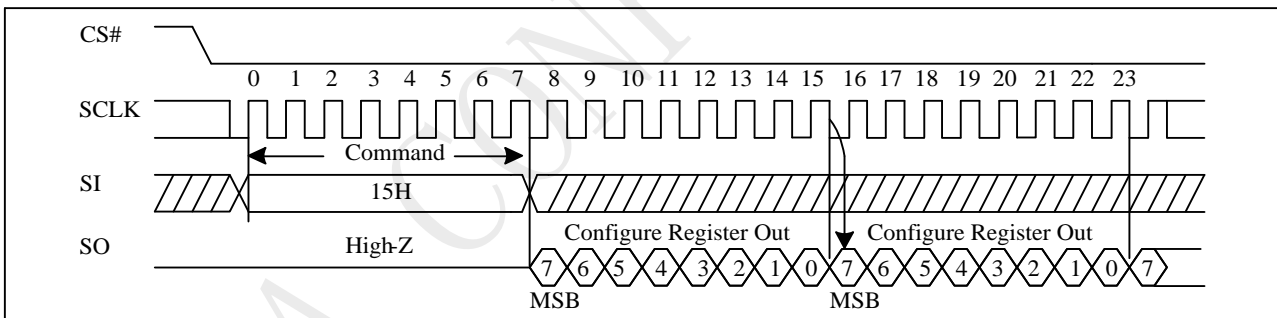 CS#
0 1 2 3 4 5 6 7 8 9 10 11 12 13 14 15 16 17 18 19 20 21 22 23
SCLK
Command
SI
15H
SO
High-Z
Configure Register Out
Configure Register Out
7 6 5 4 3 2 1 0 7 6 5 4 3 2 1 0 7
MSB
MSB